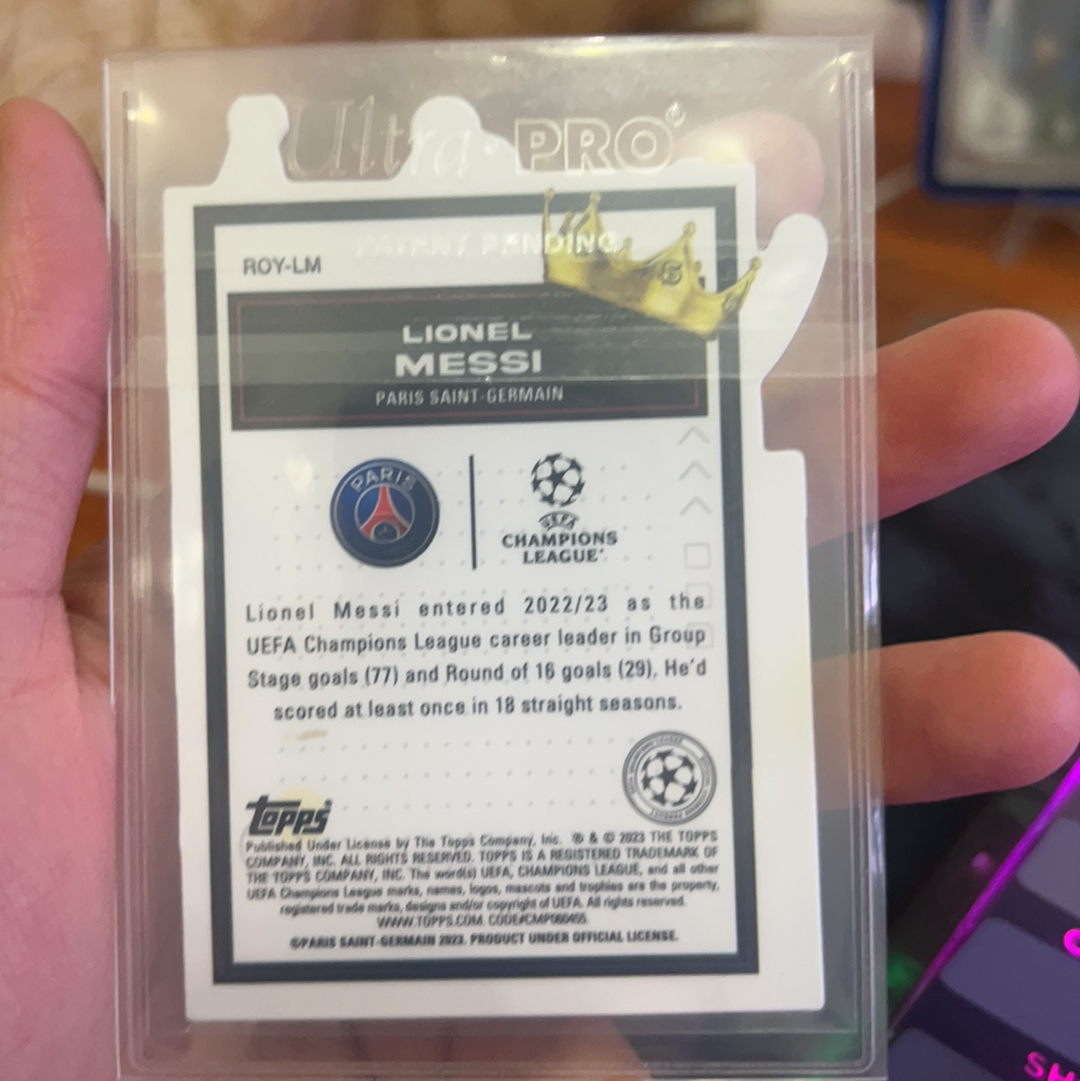 Ultra PRO
PATENT PENDING
ROY-LM
LIONEL
MESSI
PARIS SAINT-GERMAIN
PARIS
UEFA
CHAMPIONS
LEAGUE
Lionel Messi entered 2022/23 as the
UEFA Champions League career leader in Group
Stage goals (77) and Round of 16 goals (29). He'd
scored at least once in 18 straight seasons.
Topps
Published Under License by The Topps Company, Inc. ® & © 2023 THE TOPPS
COMPANY, INC. ALL RIGHTS RESERVED. TOPPS IS A REGISTERED TRADEMARK OF
THE TOPPS COMPANY, INC. The word(s) UEFA, CHAMPIONS LEAGUE, and all other
UEFA Champions League marks, names, logos, mascots and trophies are the property,
registered trade marks, designs and/or copyright of UEFA. All rights reserved.
WWW.TOPPS.COM. CODE#CMP060455
©PARIS SAINT-GERMAIN 2023. PRODUCT UNDER OFFICIAL LICENSE.